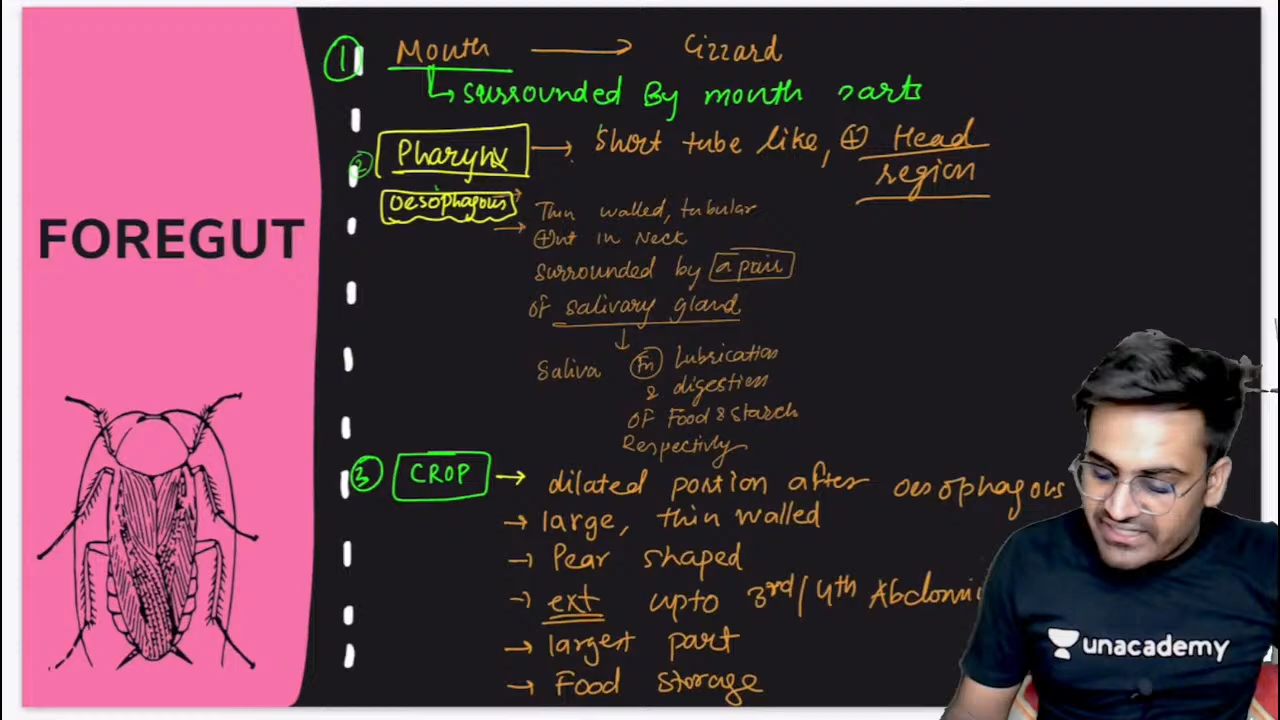 FOREGUT
① Mouth → Gizzard
↳ surrounded By mouth parts
② Pharynx → Short tube like, ⊕ Head region
Oesophagous → Thin walled, tubular
→ ⊕nt in Neck
surrounded by a pair
of salivary gland
↓
Saliva Fn Lubrication
& digestion
of Food & starch
Respectivly
③ CROP → dilated portion after oesophagous
→ large, thin walled
→ Pear shaped
→ ext upto 3rd/4th Abdomi
→ largest part
→ Food storage
unacademy